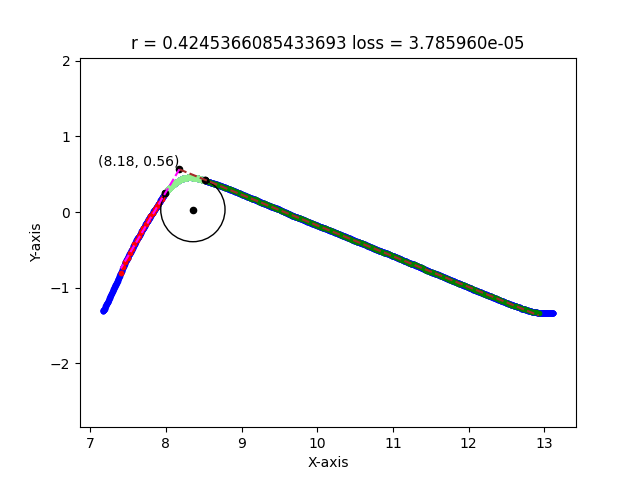 r = 0.4245366085433693 loss = 3.785960e-05
2
1
(8.18, 0.56)
0
Y-axis
−1
−2
7 8 9 10 11 12 13
X-axis